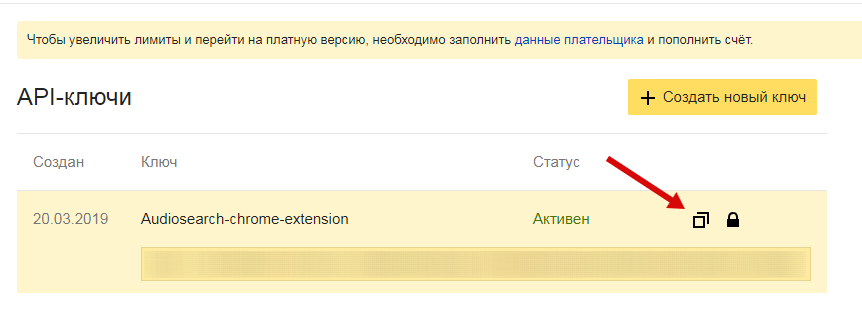 Чтобы увеличить лимиты и перейти на платную версию, необходимо заполнить данные плательщика и пополнить счёт.
API-ключи
Создать новый ключ
Создан Ключ Статус
20.03.2019 Audiosearch-chrome-extension Активен